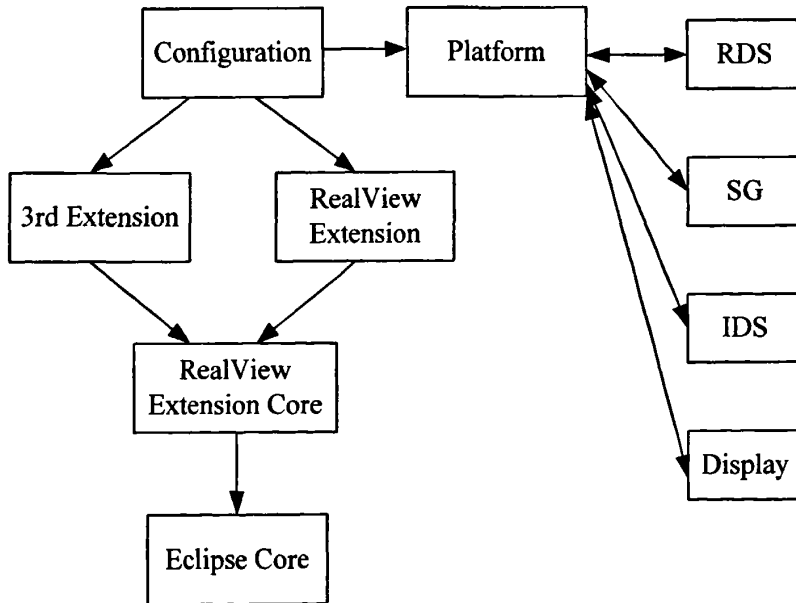 Configuration
Platform
RDS
3rd Extension
RealView
Extension
SG
IDS
RealView
Extension Core
Display
Eclipse Core